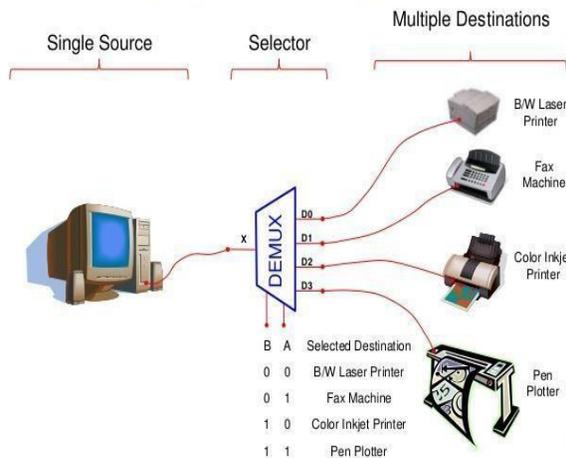 Single Source
Selector
Multiple Destinations
B/W Laser
Printer
Fax
Machine
X
DEMUX
D0
D1
D2
D3
Color Inkje
Printer
Pen
Plotter
B A Selected Destination
0 0 B/W Laser Printer
0 1 Fax Machine
1 0 Color Inkjet Printer
1 1 Pen Plotter